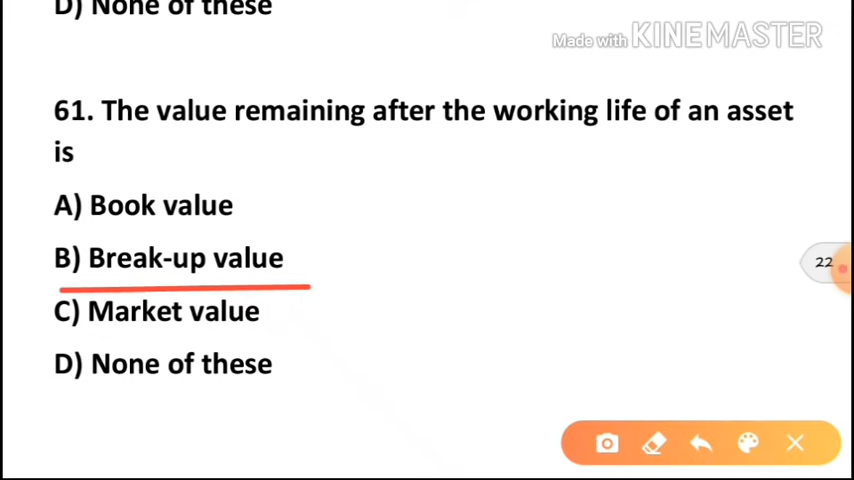 D) None of these
Made with KINEMASTER
61. The value remaining after the working life of an asset
is
A) Book value
B) Break-up value
22
C) Market value
D) None of these